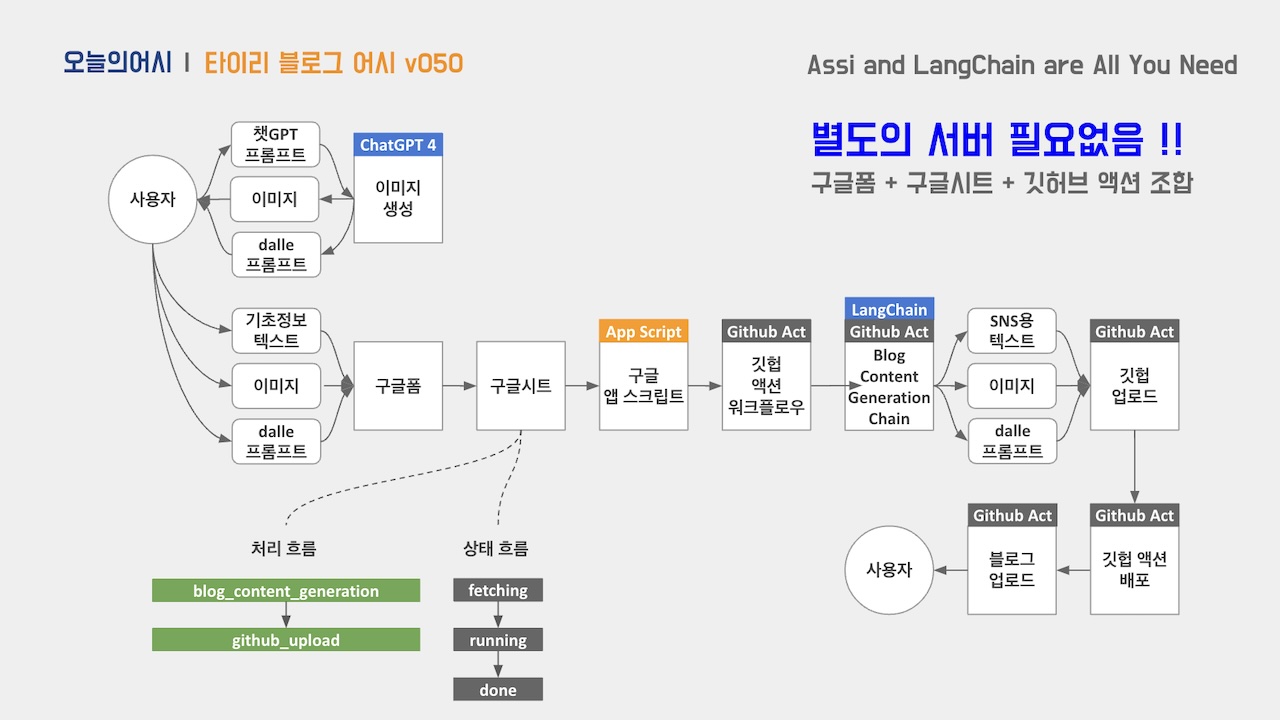 오늘의어시 | 타이리 블로그 어시 v050
Assi and LangChain are All You Need
별도의 서버 필요없음 !!
구글폼 + 구글시트 + 깃허브 액션 조합
사용자
챗GPT
프롬프트
이미지
dalle
프롬프트
ChatGPT 4
이미지
생성
기초정보
텍스트
이미지
dalle
프롬프트
구글폼
구글시트
App Script
구글
앱 스크립트
Github Act
깃헙
액션
워크플로우
LangChain
Github Act
Blog
Content
Generation
Chain
SNS용
텍스트
이미지
dalle
프롬프트
Github Act
깃헙
업로드
Github Act
깃헙 액션
배포
Github Act
블로그
업로드
사용자
처리 흐름
blog_content_generation
github_upload
상태 흐름
fetching
running
done